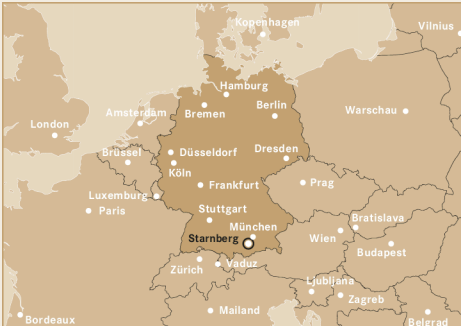 Kopenhagen
Vilnius
Hamburg
Amsterdam
Bremen
Berlin
Warschau
London
Brüssel
Düsseldorf
Dresden
Köln
Luxemburg
Frankfurt
Prag
Paris
Stuttgart
Bratislava
München
Starnberg
Wien
Budapest
Zürich
Vaduz
Ljubljana
Zagreb
Mailand
Bordeaux
Belgrad